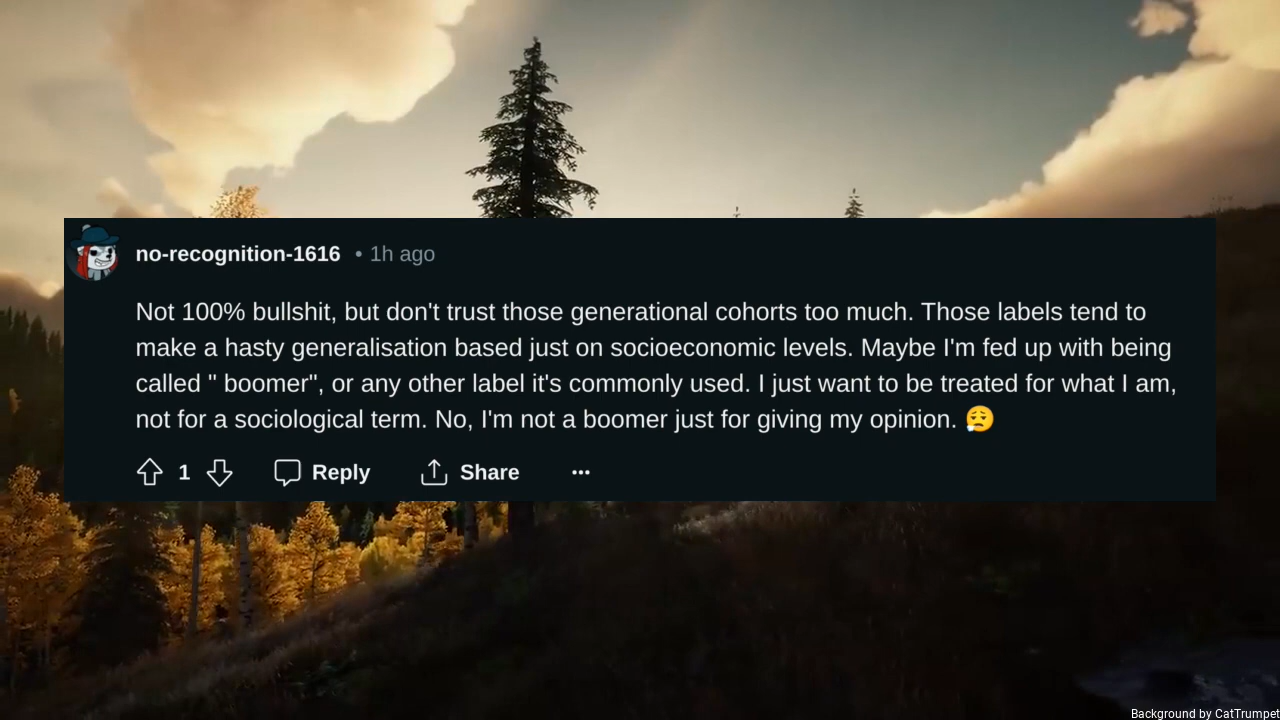 no-recognition-1616 • 1h ago
Not 100% bullshit, but don't trust those generational cohorts too much. Those labels tend to
make a hasty generalisation based just on socioeconomic levels. Maybe I'm fed up with being
called " boomer", or any other label it's commonly used. I just want to be treated for what I am,
not for a sociological term. No, I'm not a boomer just for giving my opinion. 😮‍💨
1 Reply Share ···
Background by CatTrumpet